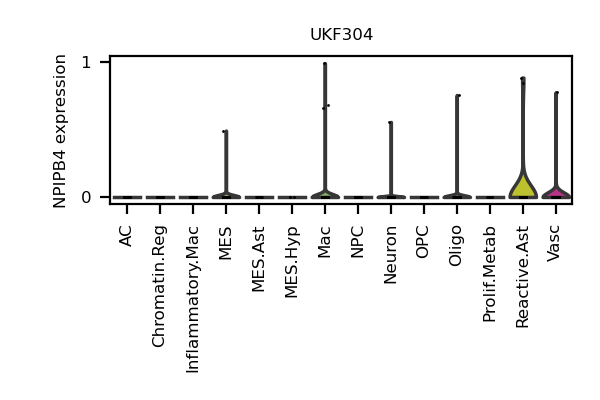 UKF304
NPIPB4 expression
1
0
AC
Chromatin.Reg
Inflammatory.Mac
MES
MES.Ast
MES.Hyp
Mac
NPC
Neuron
OPC
Oligo
Prolif.Metab
Reactive.Ast
Vasc